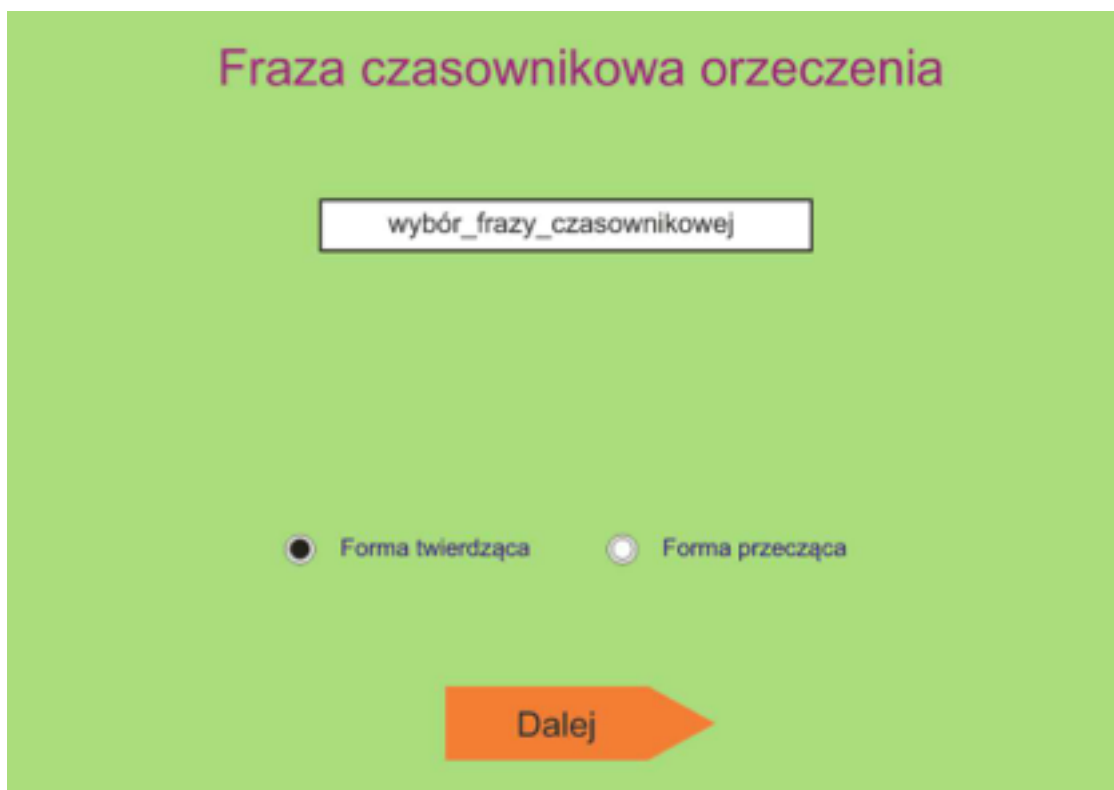 Fraza czasownikowa orzeczenia
wybór_frazy_czasownikowej
Forma twierdząca Forma przecząca
Dalej